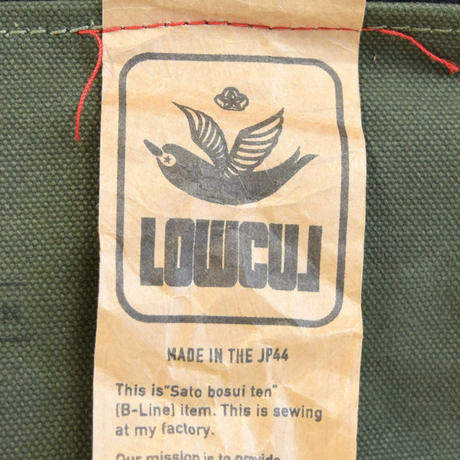 LOWCUL
MADE IN THE JP44
This is "Sato bosui ten"
(B-Line) item. This is sewing
at my factory.
Our mission is to provide